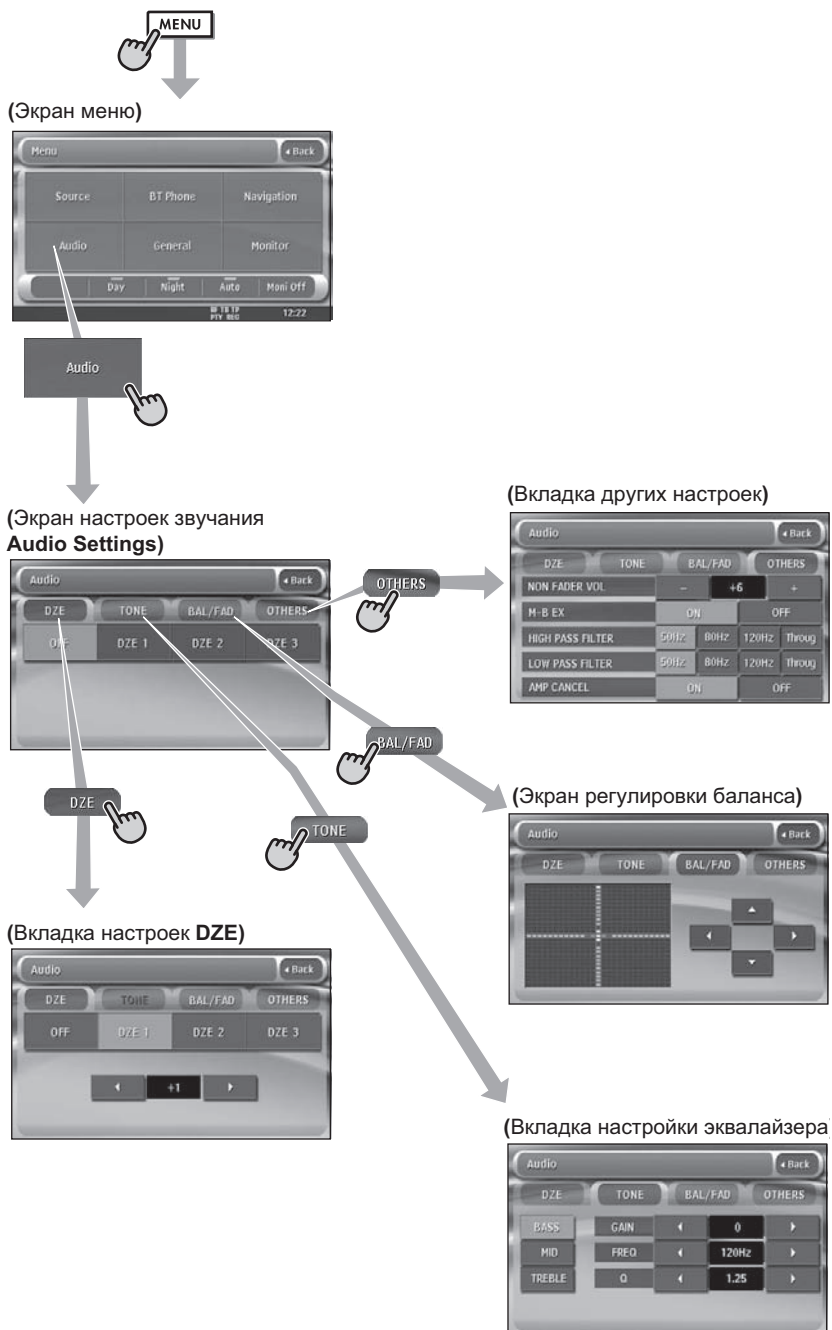 MENU
(Экран меню)
Menu
Back
Source BT Phone Navigation
Audio General Monitor
Day Night Auto Moni Off
TP
PTY REC 12:22
Audio
(Экран настроек звучания
Audio Settings)
Audio
Back
DZE TONE BAL/FAD OTHERS
OFF DZE 1 DZE 2 DZE 3
OTHERS
(Вкладка других настроек)
Audio
Back
DZE TONE BAL/FAD OTHERS
NON FADER VOL − +6 +
M-B EX ON OFF
HIGH PASS FILTER 50Hz 80Hz 120Hz Throug
LOW PASS FILTER 50Hz 80Hz 120Hz Throug
AMP CANCEL ON OFF
BAL/FAD
(Экран регулировки баланса)
Audio
Back
DZE TONE BAL/FAD OTHERS
DZE
TONE
(Вкладка настроек DZE)
Audio
Back
DZE TONE BAL/FAD OTHERS
OFF DZE 1 DZE 2 DZE 3
+1
(Вкладка настройки эквалайзера)
Audio
Back
DZE TONE BAL/FAD OTHERS
BASS GAIN 0
MID FREQ 120Hz
TREBLE Q 1.25